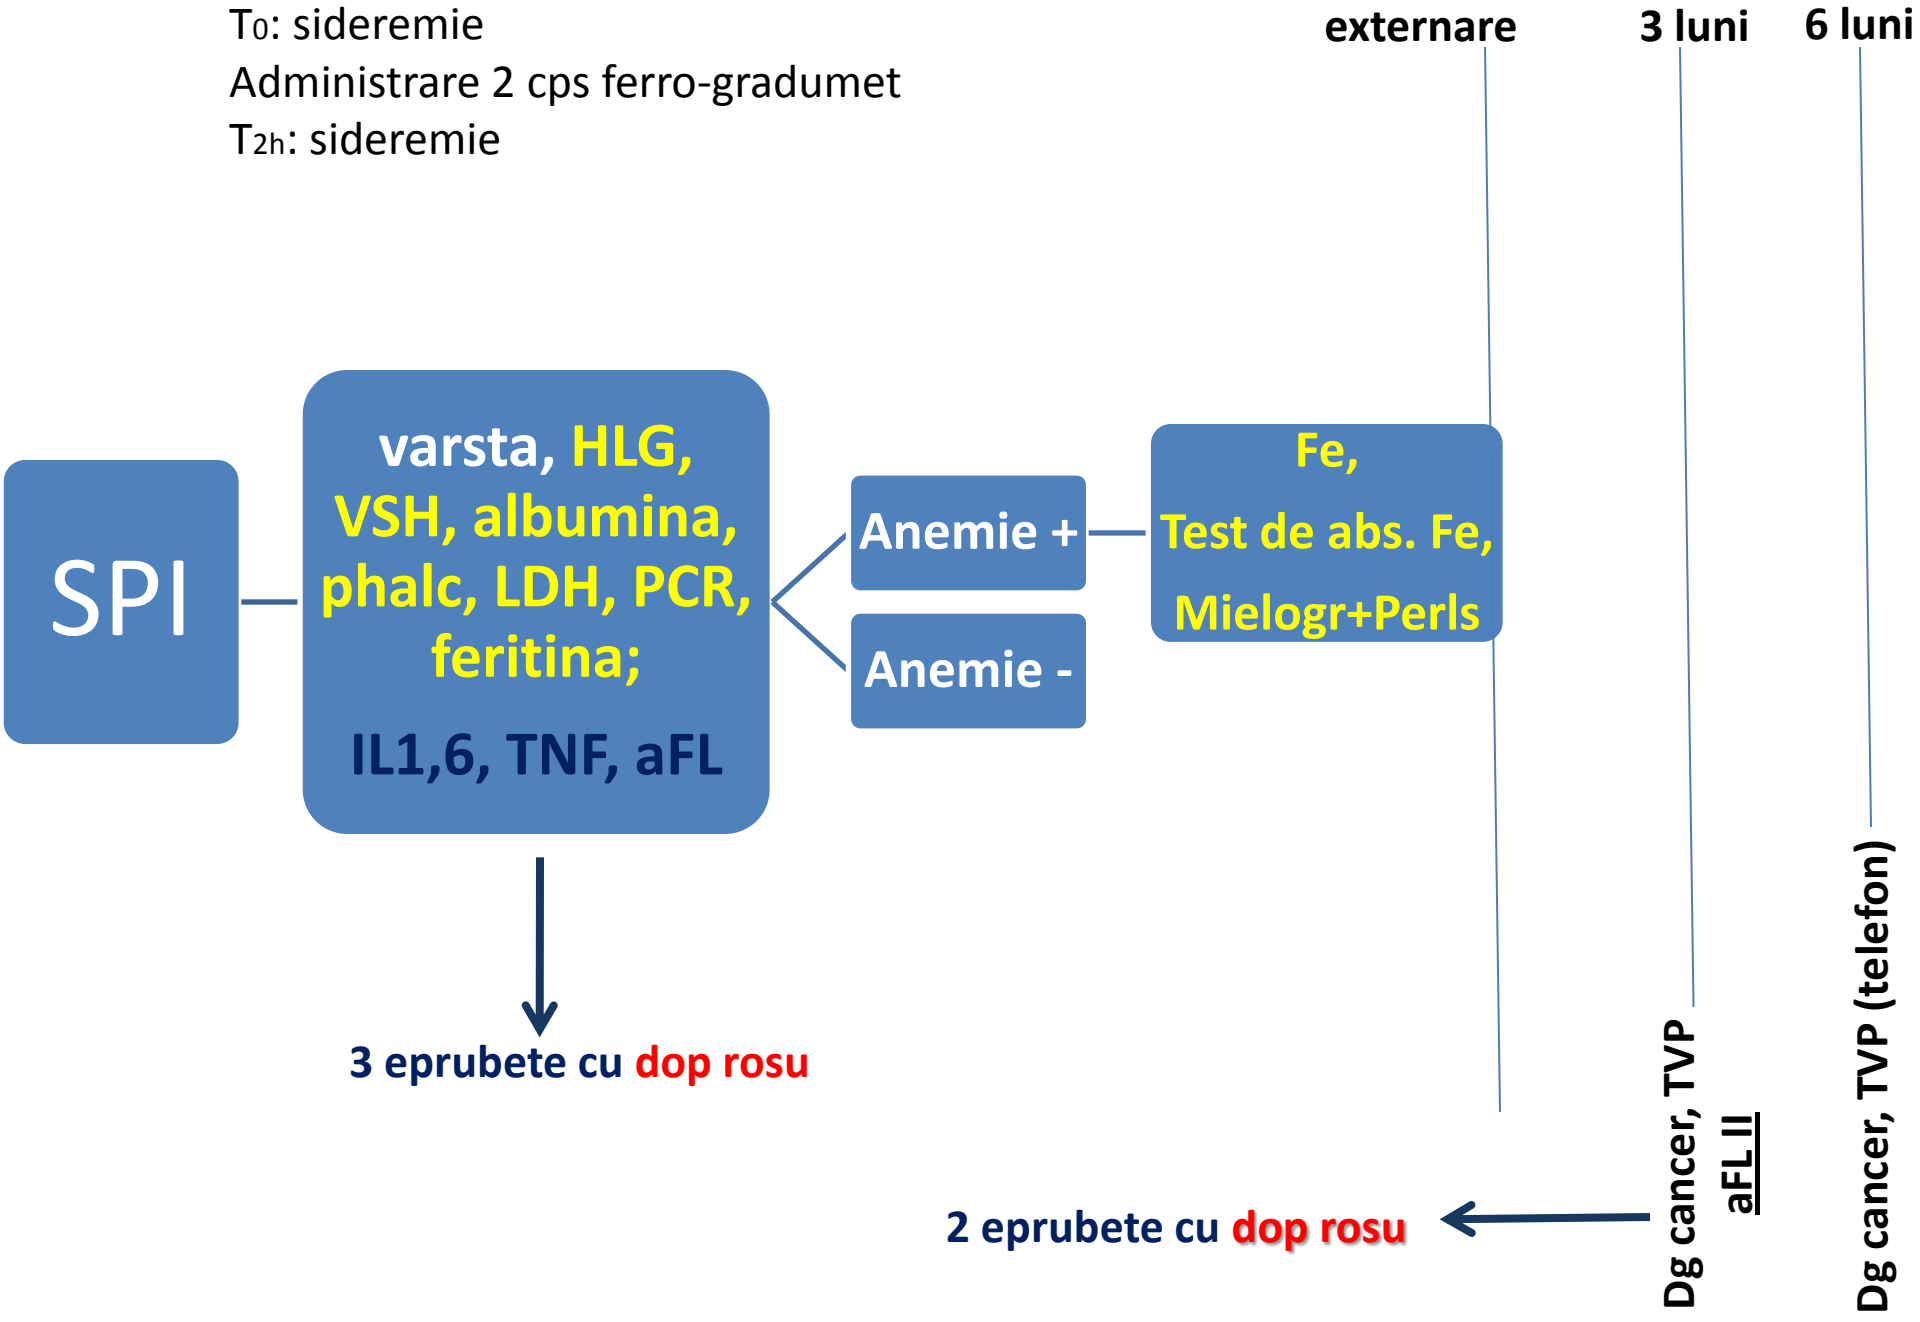 T0: sideremie
Administrare 2 cps ferro-gradumet
T2h: sideremie
externare
3 luni
6 luni
SPI
varsta, HLG,
VSH, albumina,
phalc, LDH, PCR,
feritina;
IL1,6, TNF, aFL
Anemie +
Anemie -
Fe,
Test de abs. Fe,
Mielogr+Perls
3 eprubete cu dop rosu
2 eprubete cu dop rosu
Dg cancer, TVP
aFL II
Dg cancer, TVP (telefon)